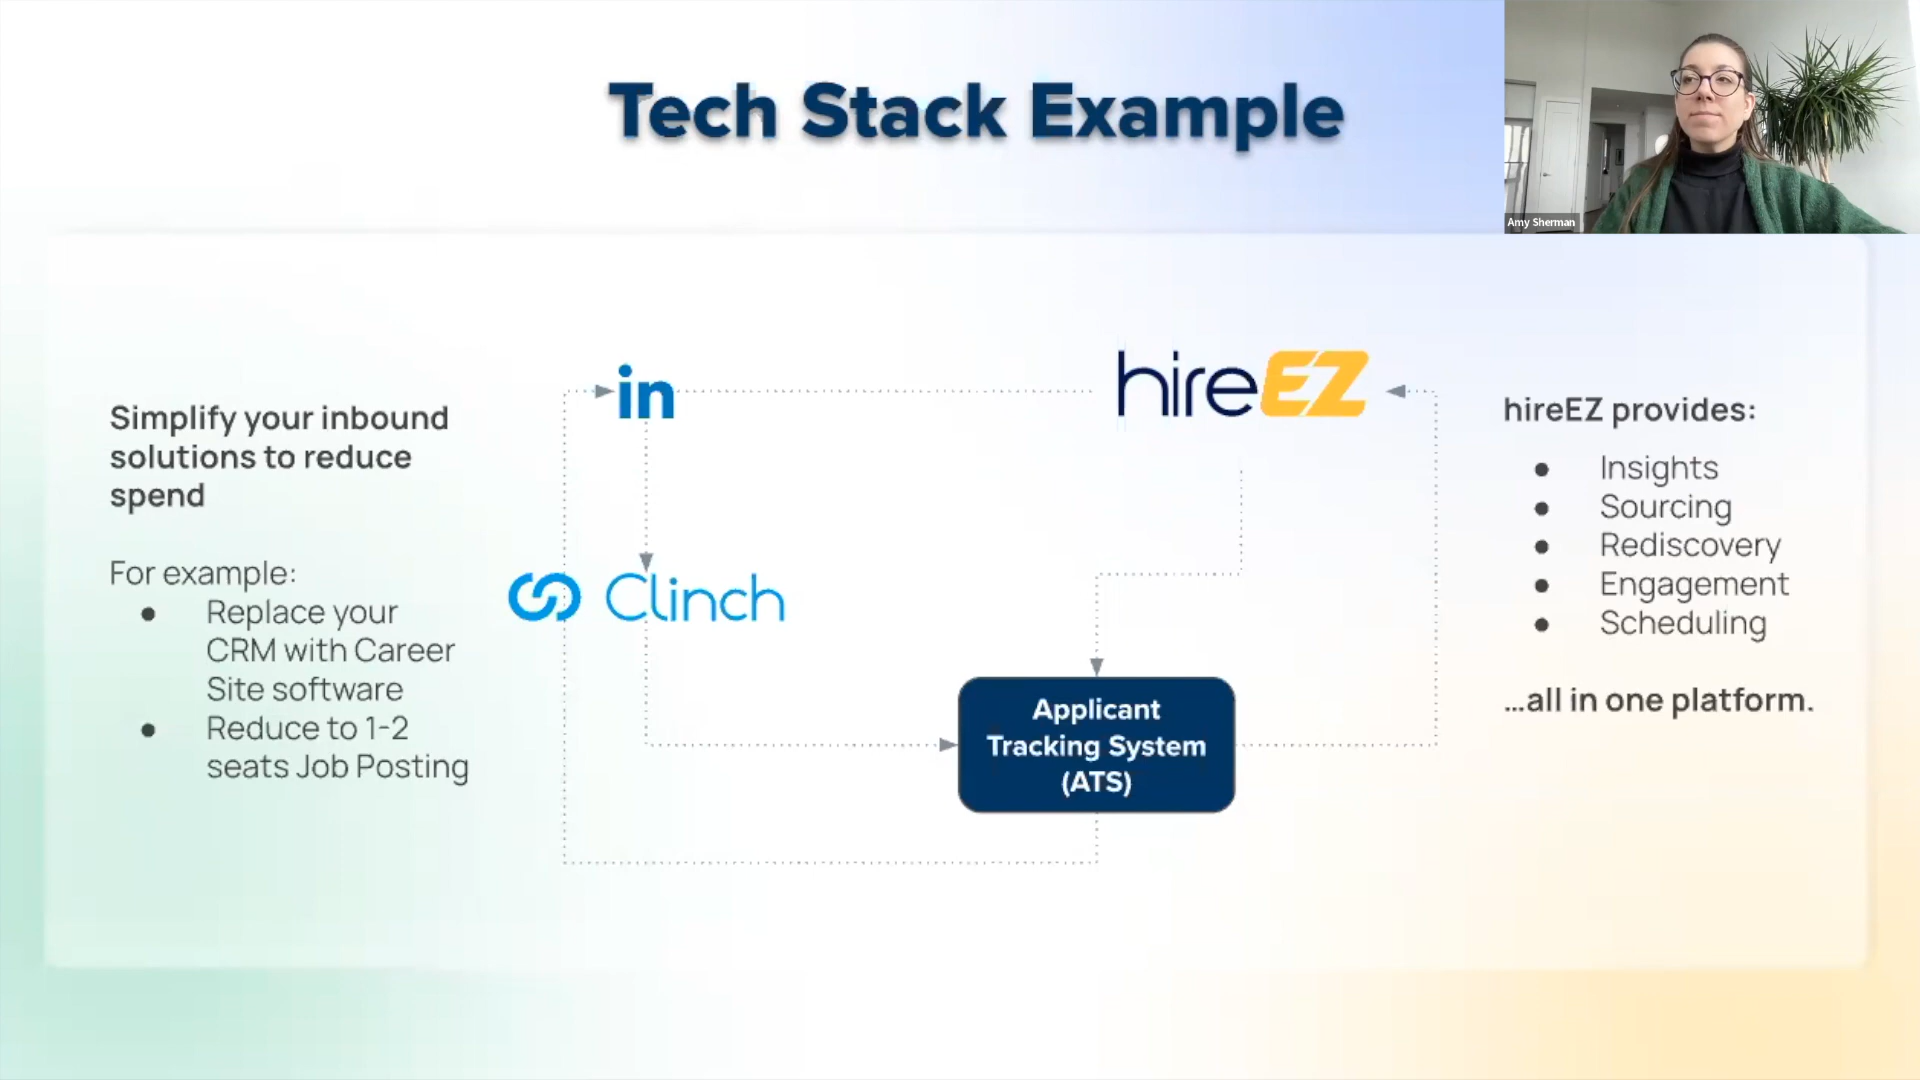 Tech Stack Example
Amy Sherman
Simplify your inbound
solutions to reduce
spend
For example:
● Replace your
CRM with Career
Site software
● Reduce to 1-2
seats Job Posting
in
hireEZ
Clinch
Applicant
Tracking System
(ATS)
hireEZ provides:
● Insights
● Sourcing
● Rediscovery
● Engagement
● Scheduling
...all in one platform.